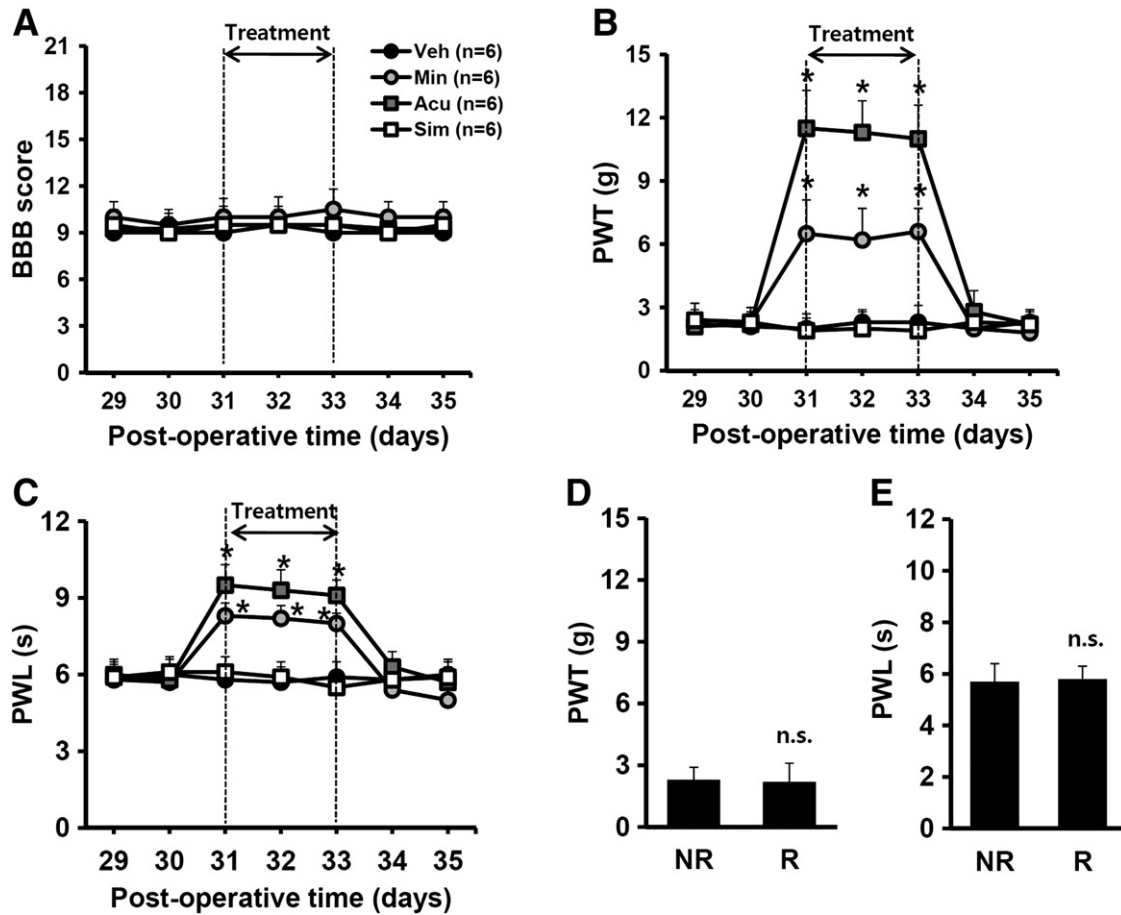 A
Treatment
BBB score
21
18
15
12
9
6
3
0
Veh (n=6)
Min (n=6)
Acu (n=6)
Sim (n=6)
29 30 31 32 33 34 35
Post-operative time (days)
B
Treatment
PWT (g)
15
12
9
6
3
0
* * *
* * *
29 30 31 32 33 34 35
Post-operative time (days)
C
Treatment
PWL (s)
12
9
6
3
0
* * *
* * *
29 30 31 32 33 34 35
Post-operative time (days)
D
PWT (g)
15
12
9
6
3
0
n.s.
NR R
E
PWL (s)
12
10
8
6
4
2
0
n.s.
NR R